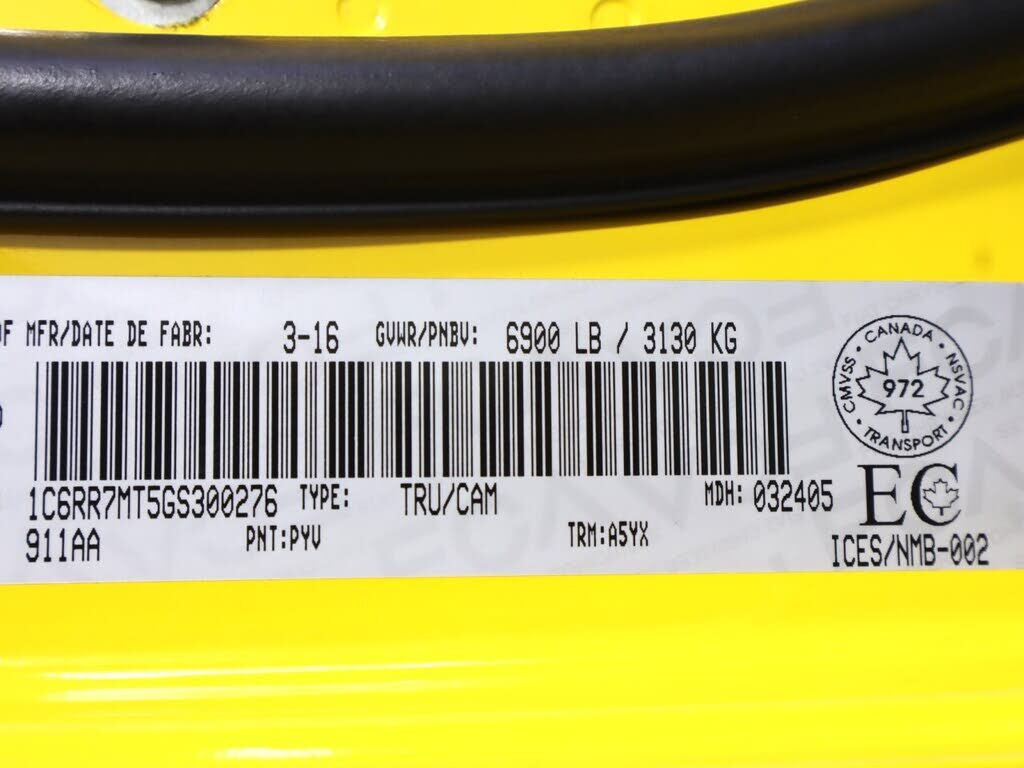 OF MFR/DATE DE FABR: 3-16 GVWR/PNBV: 6900 LB / 3130 KG
1C6RR7MT5GS300276 TYPE: TRU/CAM MDH: 032405
911AA PNT:PYV TRM:A5YX
CANADA
CMVSS · NSVAC
972
TRANSPORT
EC
ICES/NMB-002